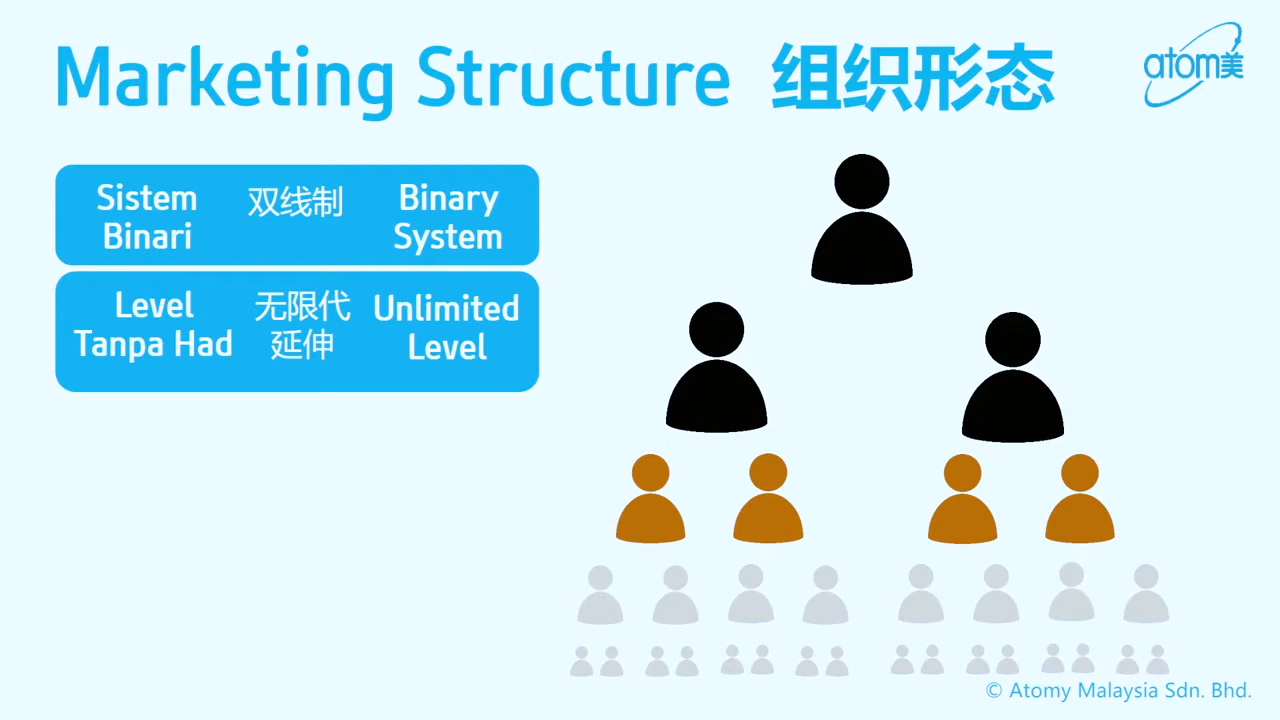 Marketing Structure 组织形态
atom美
Sistem Binari
双线制
Binary System
Level Tanpa Had
无限代延伸
Unlimited Level
© Atomy Malaysia Sdn. Bhd.